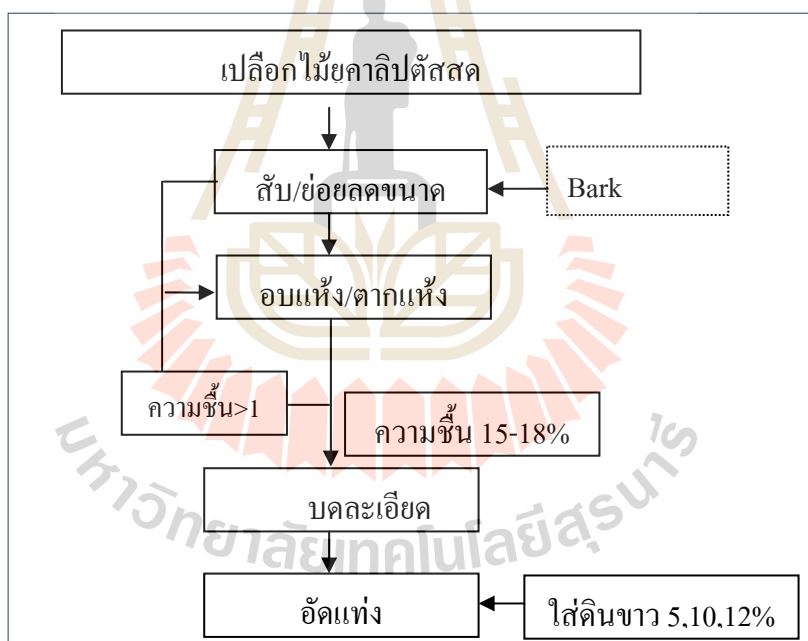 เปลือกไม้ยูคาลิปตัสสด
สับ/ย่อยลดขนาด
Bark
อบแห้ง/ตากแห้ง
ความชื้น>1
ความชื้น 15-18%
บดละเอียด
อัดแท่ง
ใส่ดินขาว 5,10,12%
มหาวิทยาลัยเทคโนโลยีสุรนารี